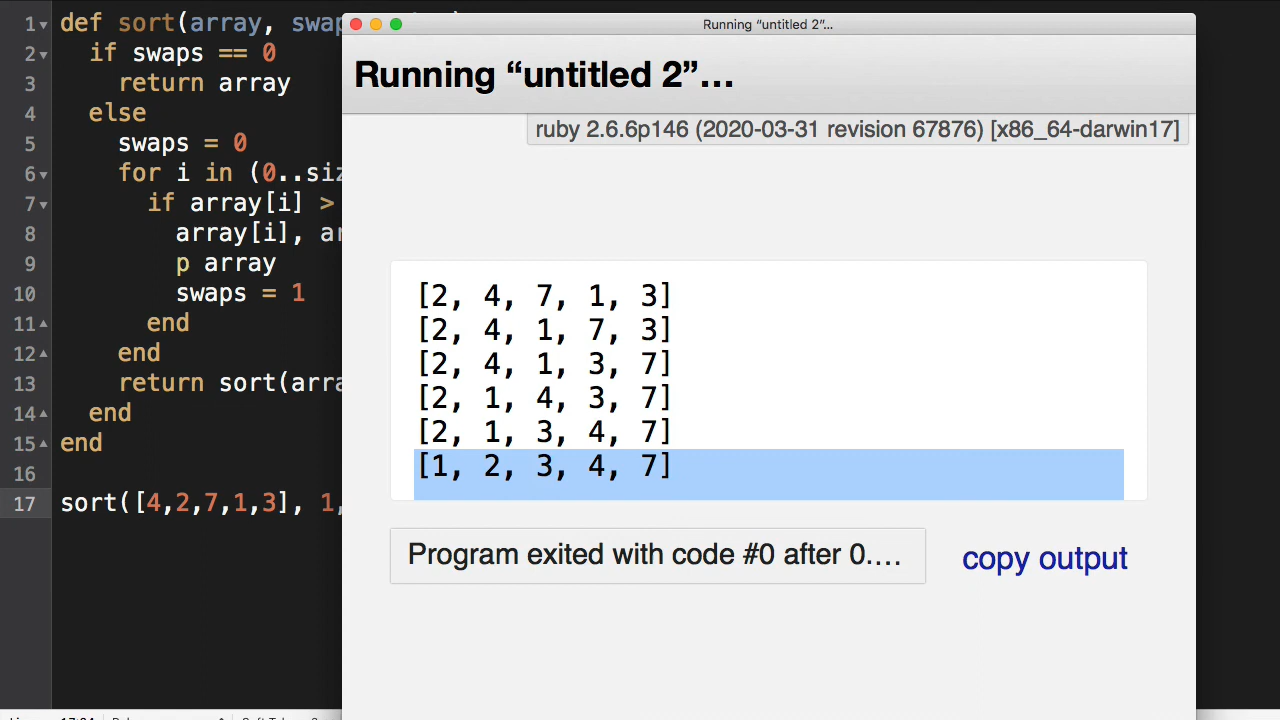 Running “untitled 2”…
Running “untitled 2”…
ruby 2.6.6p146 (2020-03-31 revision 67876) [x86_64-darwin17]
1 def sort(array, swap
2 if swaps == 0
3 return array
4 else
5 swaps = 0
6 for i in (0..siz
7 if array[i] >
8 array[i], ar
9 p array
10 swaps = 1
11 end
12 end
13 return sort(arra
14 end
15 end
16
17 sort([4,2,7,1,3], 1,
[2, 4, 7, 1, 3]
[2, 4, 1, 7, 3]
[2, 4, 1, 3, 7]
[2, 1, 4, 3, 7]
[2, 1, 3, 4, 7]
[1, 2, 3, 4, 7]
Program exited with code #0 after 0.…
copy output